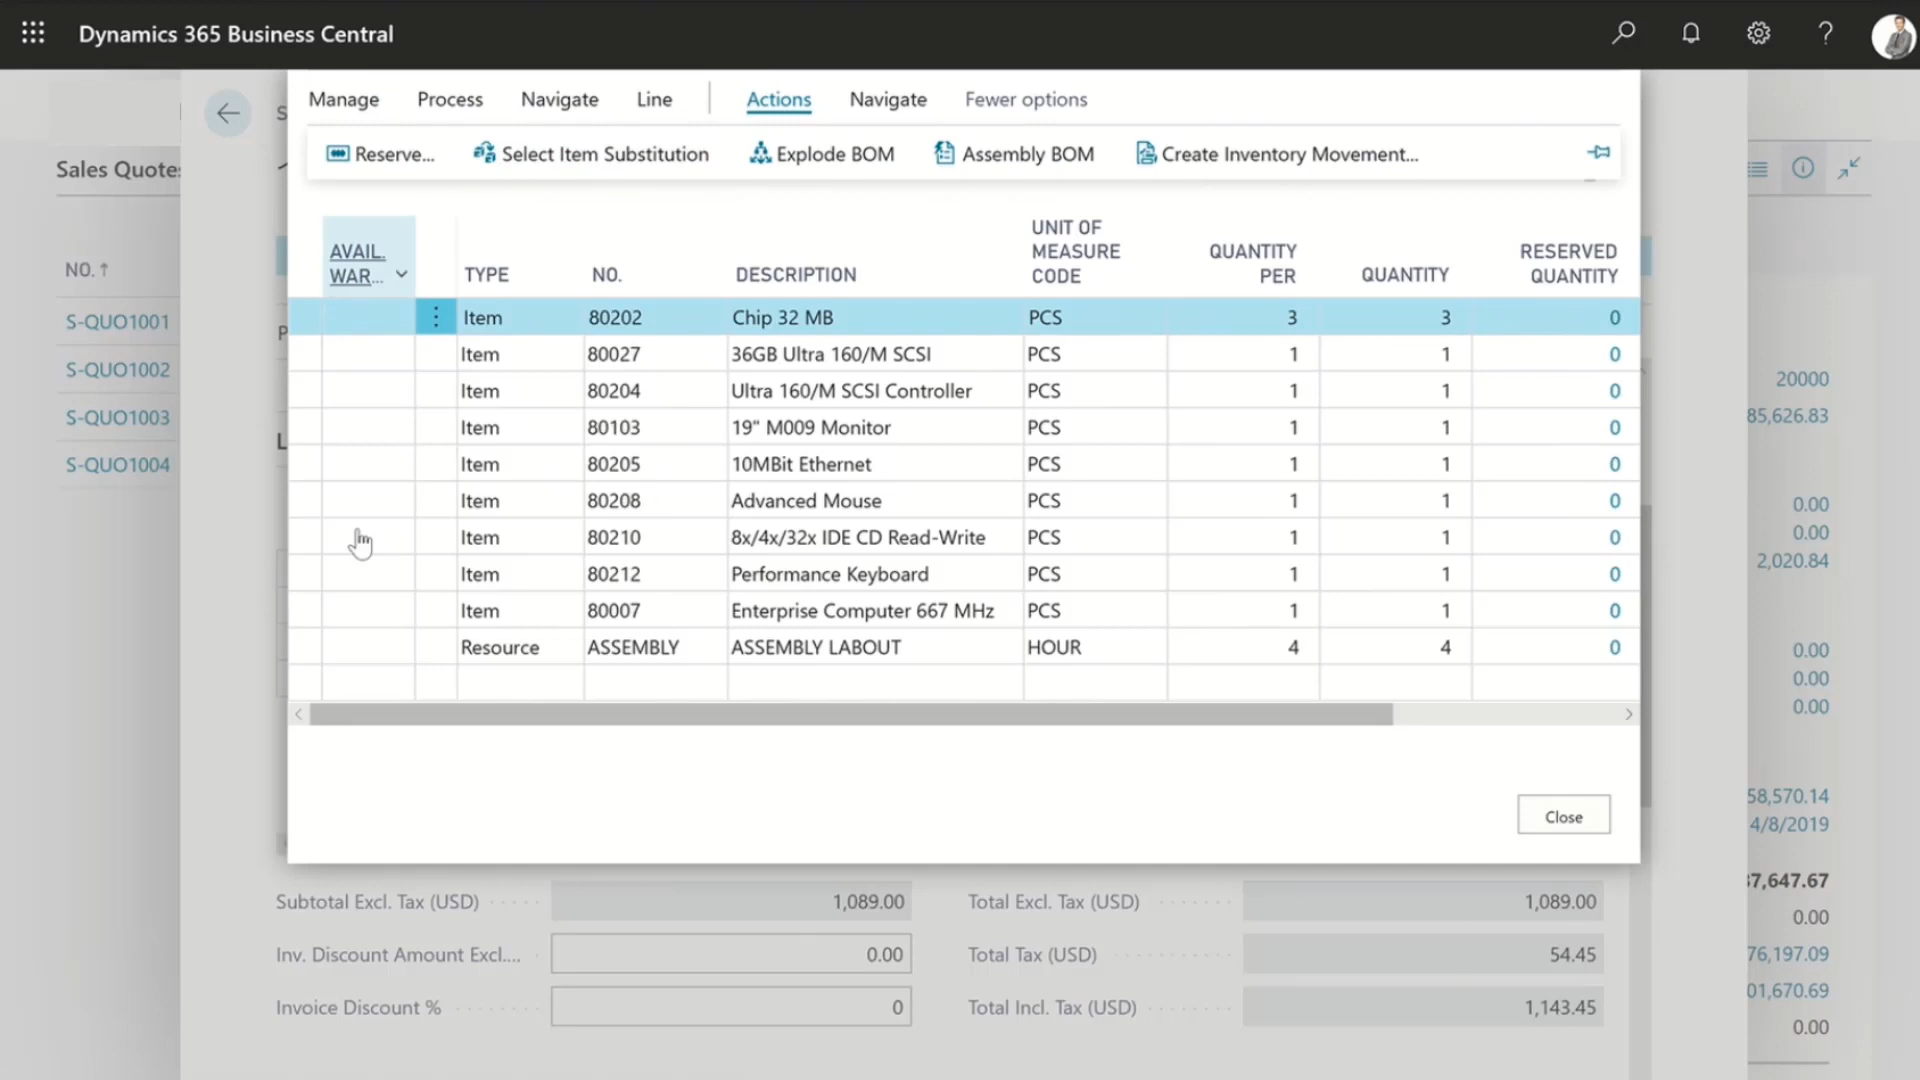 Dynamics 365 Business Central
?
Manage Process Navigate Line Actions Navigate Fewer options
Reserve... Select Item Substitution Explode BOM Assembly BOM Create Inventory Movement...
Sales Quotes
NO. ↑
S-QUO1001
S-QUO1002
S-QUO1003
S-QUO1004
AVAIL. WAR... TYPE NO. DESCRIPTION UNIT OF MEASURE CODE QUANTITY PER QUANTITY RESERVED QUANTITY
Item 80202 Chip 32 MB PCS 3 3 0
Item 80027 36GB Ultra 160/M SCSI PCS 1 1 0
Item 80204 Ultra 160/M SCSI Controller PCS 1 1 0
Item 80103 19" M009 Monitor PCS 1 1 0
Item 80205 10MBit Ethernet PCS 1 1 0
Item 80208 Advanced Mouse PCS 1 1 0
Item 80210 8x/4x/32x IDE CD Read-Write PCS 1 1 0
Item 80212 Performance Keyboard PCS 1 1 0
Item 80007 Enterprise Computer 667 MHz PCS 1 1 0
Resource ASSEMBLY ASSEMBLY LABOUT HOUR 4 4 0
Close
Subtotal Excl. Tax (USD) 1,089.00 Total Excl. Tax (USD) 1,089.00
Inv. Discount Amount Excl.... 0.00 Total Tax (USD) 54.45
Invoice Discount % 0 Total Incl. Tax (USD) 1,143.45
20000
85,626.83
0.00
0.00
2,020.84
0.00
0.00
0.00
58,570.14
4/8/2019
37,647.67
0.00
76,197.09
01,670.69
0.00